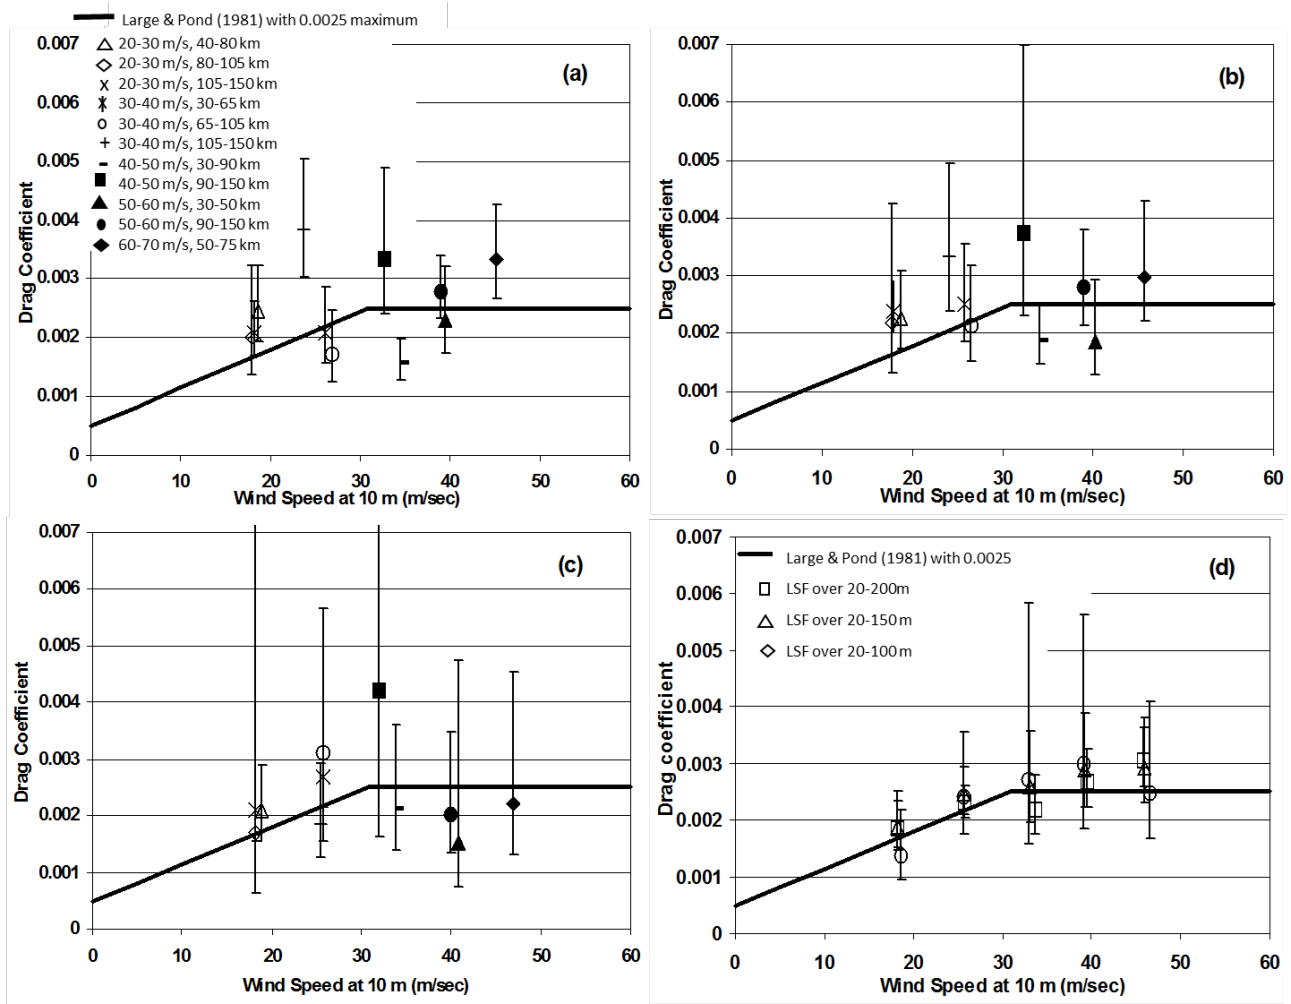 Large & Pond (1981) with 0.0025 maximum
20-30 m/s, 40-80 km
20-30 m/s, 80-105 km
20-30 m/s, 105-150 km
30-40 m/s, 30-65 km
30-40 m/s, 65-105 km
30-40 m/s, 105-150 km
40-50 m/s, 30-90 km
40-50 m/s, 90-150 km
50-60 m/s, 30-50 km
50-60 m/s, 90-150 km
60-70 m/s, 50-75 km
(a)
Drag Coefficient
0.007
0.006
0.005
0.004
0.003
0.002
0.001
0
0 10 20 30 40 50 60
Wind Speed at 10 m (m/sec)
(b)
Drag Coefficient
0.007
0.006
0.005
0.004
0.003
0.002
0.001
0
0 10 20 30 40 50 60
Wind Speed at 10 m (m/sec)
(c)
Drag Coefficient
0.007
0.006
0.005
0.004
0.003
0.002
0.001
0
0 10 20 30 40 50 60
Wind Speed at 10 m (m/sec)
(d)
Large & Pond (1981) with 0.0025
LSF over 20-200m
LSF over 20-150 m
LSF over 20-100 m
Drag coefficient
0.007
0.006
0.005
0.004
0.003
0.002
0.001
0
0 10 20 30 40 50 60
Wind Speed at 10 m (m/sec)